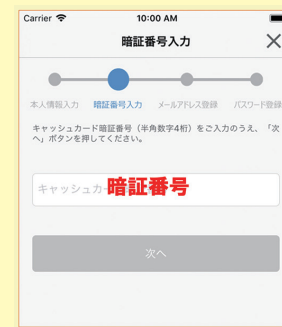 Carrier 10:00 AM
暗証番号入力
本人情報入力 暗証番号入力 メールアドレス登録 パスワード登録
キャッシュカード暗証番号（半角数字4桁）をご入力のうえ、「次
へ」ボタンを押してください。
キャッシュカー 暗証番号
次へ